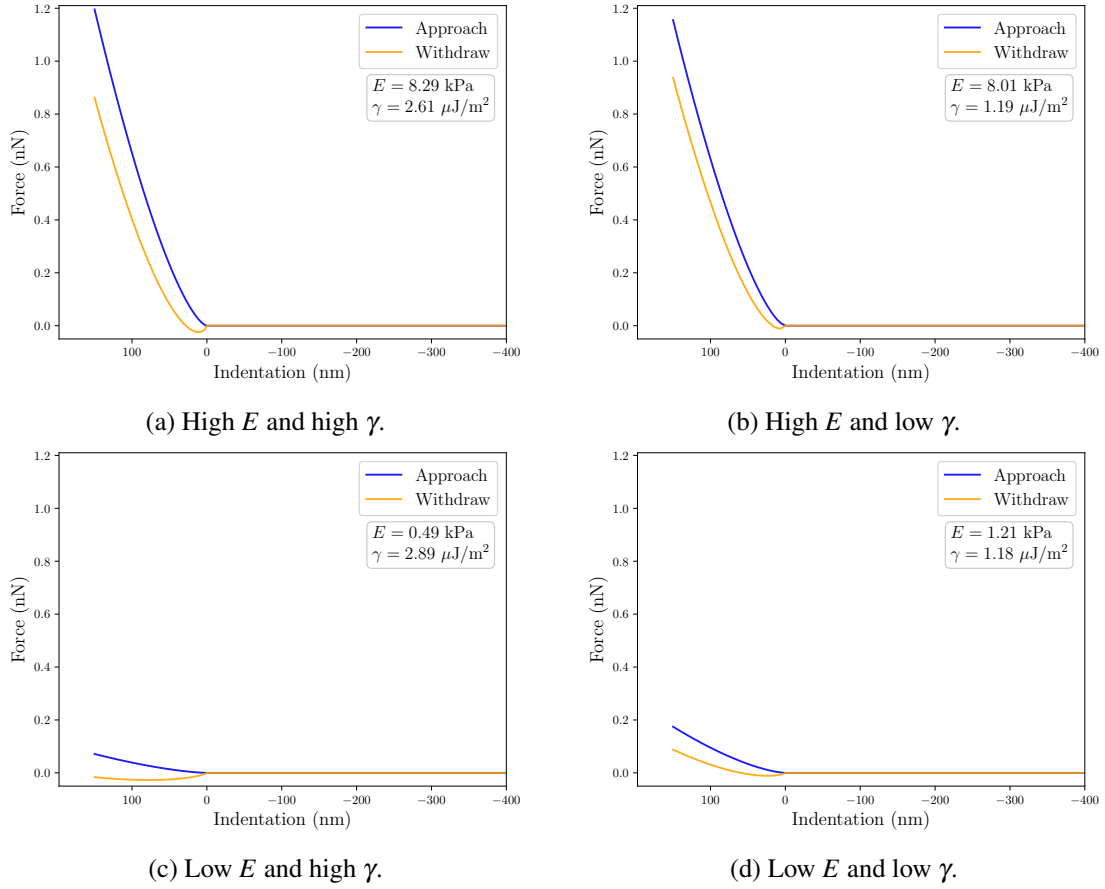 1.2
1.0
0.8
0.6
0.4
0.2
0.0
Force (nN)
100 0 −100 −200 −300 −400
Indentation (nm)
Approach
Withdraw
E = 8.29 kPa
γ = 2.61 μJ/m²
(a) High E and high γ.
1.2
1.0
0.8
0.6
0.4
0.2
0.0
Force (nN)
100 0 −100 −200 −300 −400
Indentation (nm)
Approach
Withdraw
E = 8.01 kPa
γ = 1.19 μJ/m²
(b) High E and low γ.
1.2
1.0
0.8
0.6
0.4
0.2
0.0
Force (nN)
100 0 −100 −200 −300 −400
Indentation (nm)
Approach
Withdraw
E = 0.49 kPa
γ = 2.89 μJ/m²
(c) Low E and high γ.
1.2
1.0
0.8
0.6
0.4
0.2
0.0
Force (nN)
100 0 −100 −200 −300 −400
Indentation (nm)
Approach
Withdraw
E = 1.21 kPa
γ = 1.18 μJ/m²
(d) Low E and low γ.